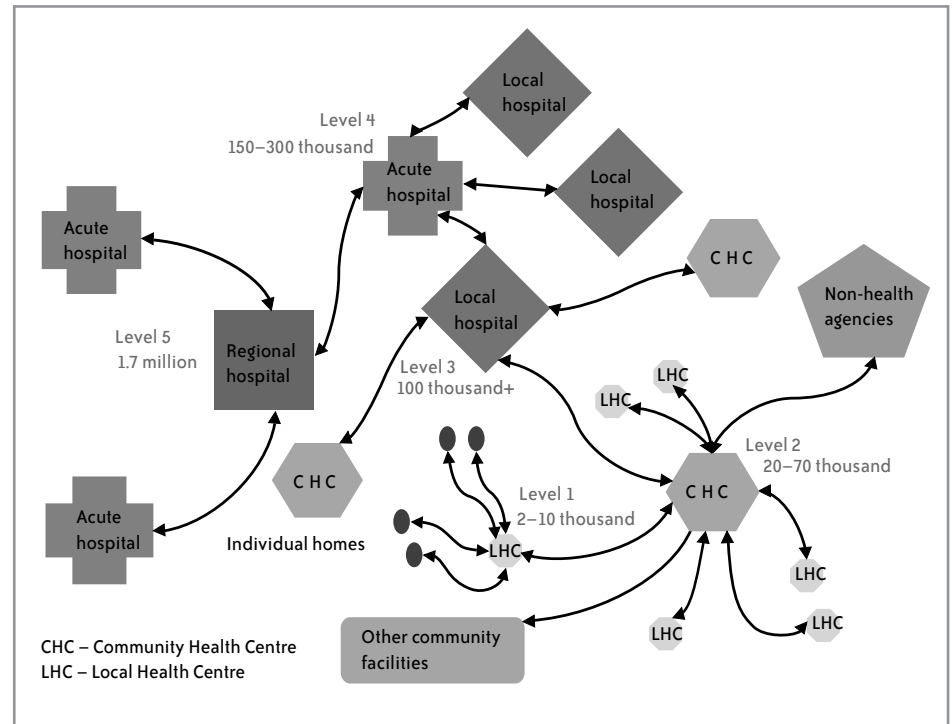 Local
hospital
Level 4
150–300 thousand
Acute
hospital
Local
hospital
Acute
hospital
C H C
Non-health
agencies
Local
hospital
Level 5
1.7 million
Regional
hospital
Level 3
100 thousand+
LHC
LHC
Level 2
20–70 thousand
C H C
C H C
Level 1
2–10 thousand
Acute
hospital
Individual homes
LHC
LHC
LHC
LHC
Other community
facilities
CHC – Community Health Centre
LHC – Local Health Centre